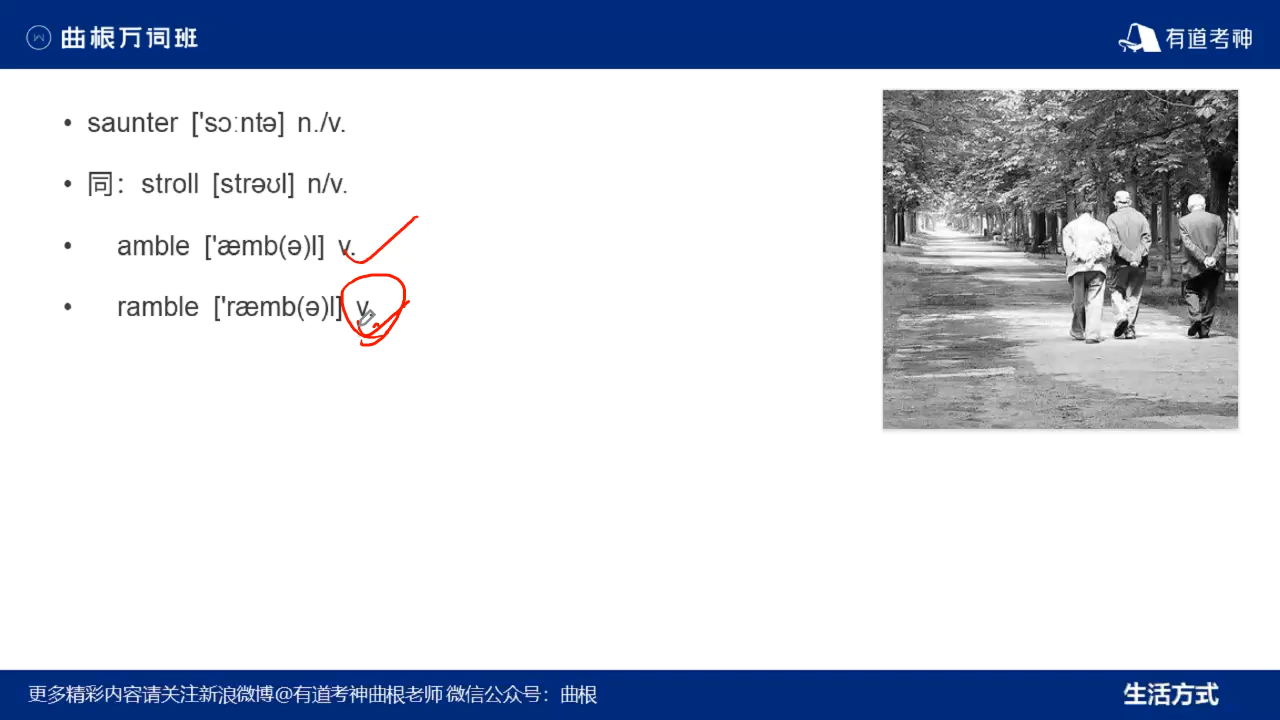 曲根万词班
有道考神
• saunter ['sɔːntə] n./v.
• 同：stroll [strəʊl] n/v.
• amble ['æmb(ə)l] v.
• ramble ['ræmb(ə)l] v.
更多精彩内容请关注新浪微博@有道考神曲根老师 微信公众号：曲根
生活方式